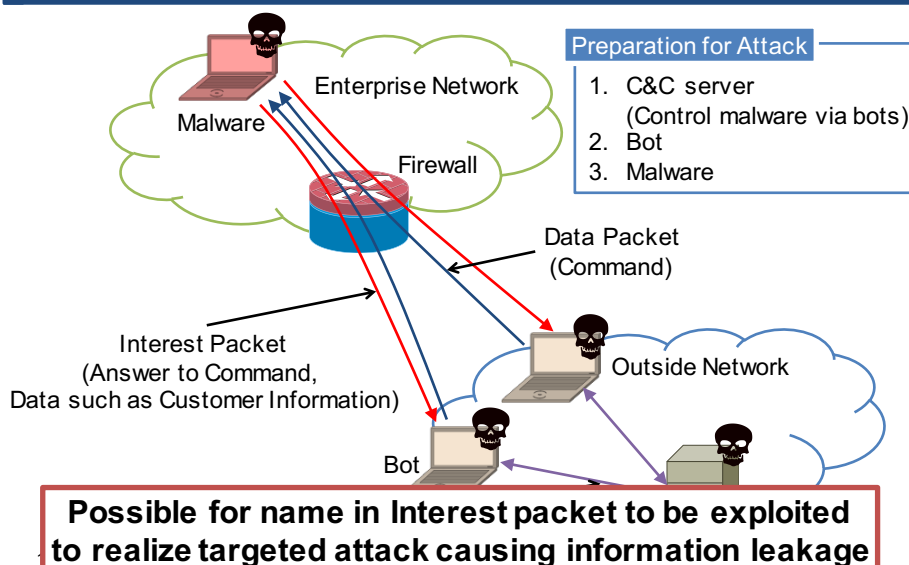 Preparation for Attack
1. C&C server
(Control malware via bots)
2. Bot
3. Malware
Enterprise Network
Malware
Firewall
Data Packet
(Command)
Interest Packet
(Answer to Command,
Data such as Customer Information)
Outside Network
Bot
Possible for name in Interest packet to be exploited
to realize targeted attack causing information leakage